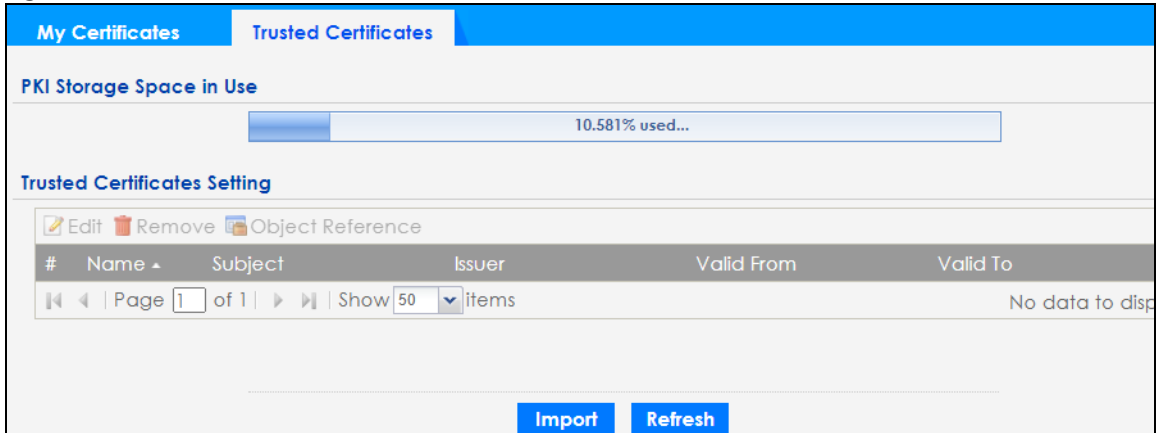 My Certificates Trusted Certificates
PKI Storage Space in Use
10.581% used...
Trusted Certificates Setting
Edit Remove Object Reference
# Name Subject Issuer Valid From Valid To
Page 1 of 1 Show 50 items No data to disp
Import Refresh